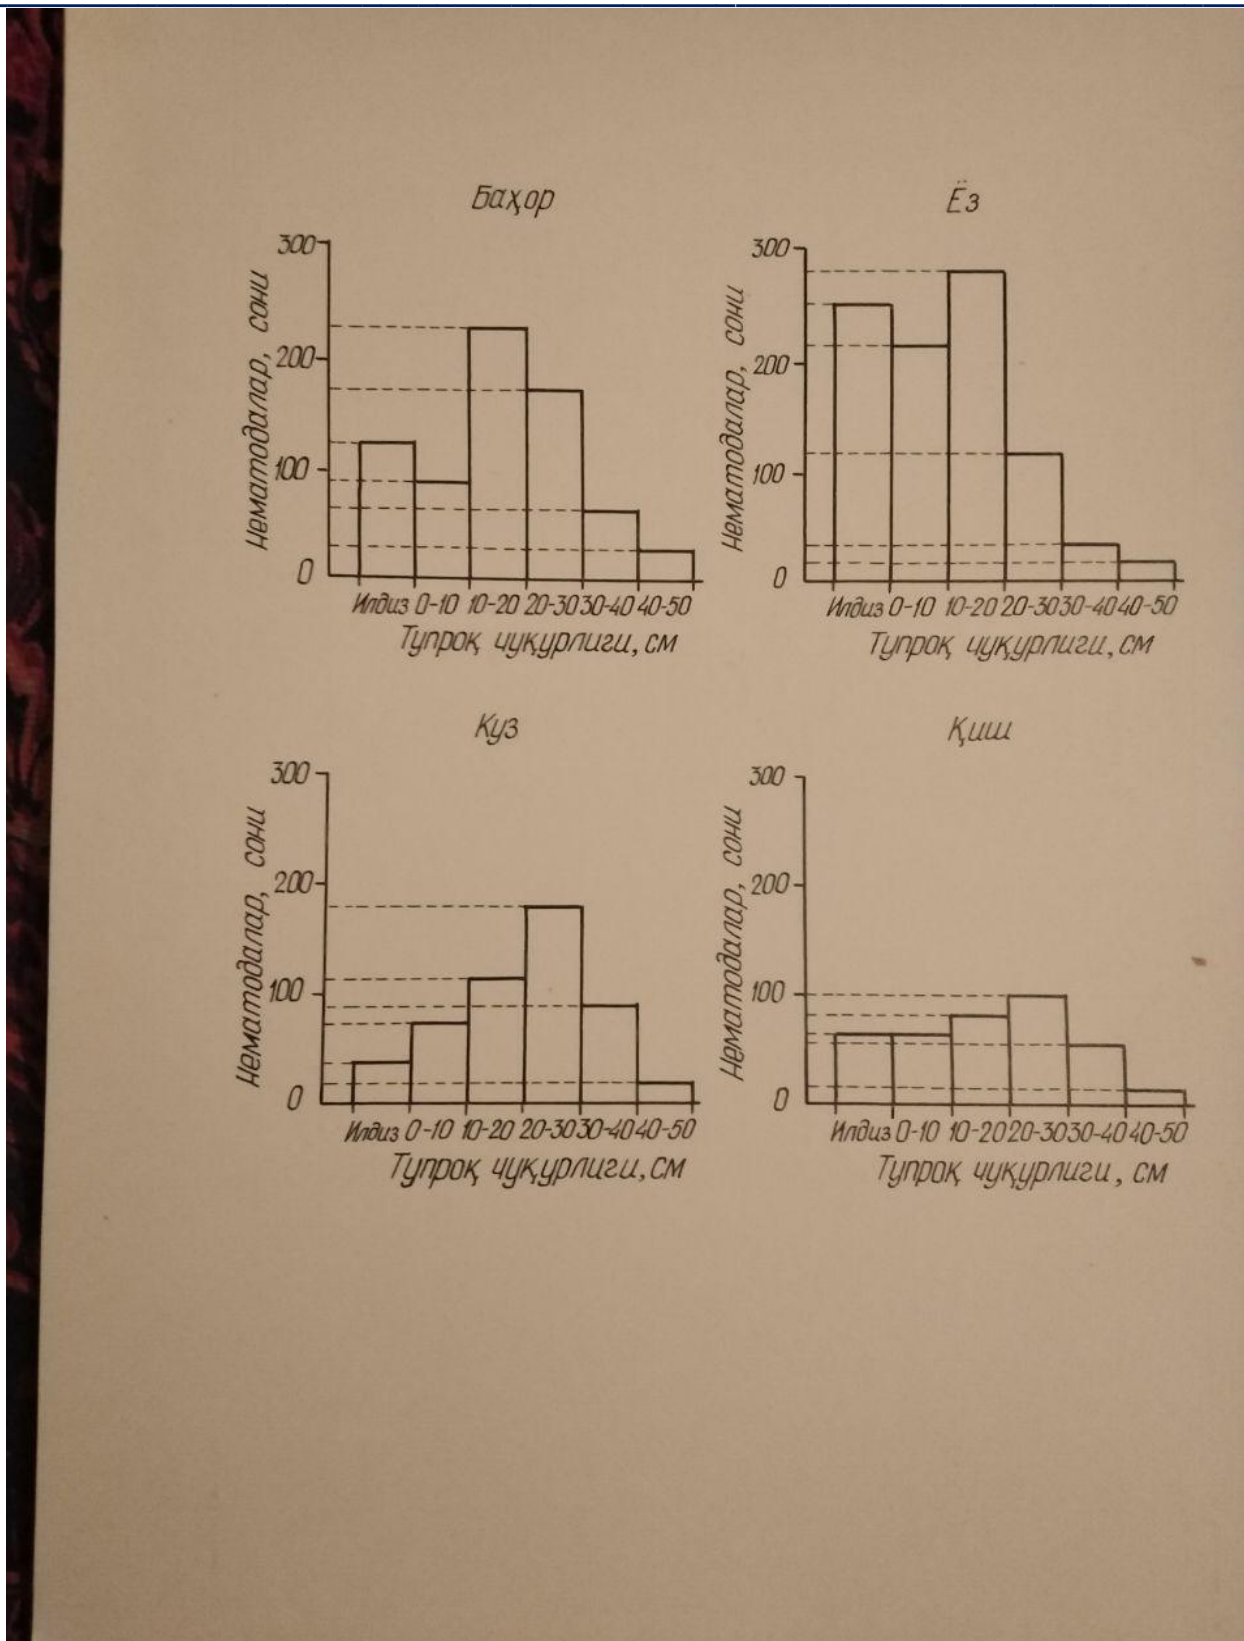 Баҳор
300
200
100
0
Нематодалар, сони
Илдиз 0-10 10-20 20-30 30-40 40-50
Тупроқ чуқурлиги, см
Ёз
300
200
100
0
Нематодалар, сони
Илдиз 0-10 10-20 20-30 30-40 40-50
Тупроқ чуқурлиги, см
Куз
300
200
100
0
Нематодалар, сони
Илдиз 0-10 10-20 20-30 30-40 40-50
Тупроқ чуқурлиги, см
Қиш
300
200
100
0
Нематодалар, сони
Илдиз 0-10 10-20 20-30 30-40 40-50
Тупроқ чуқурлиги, см